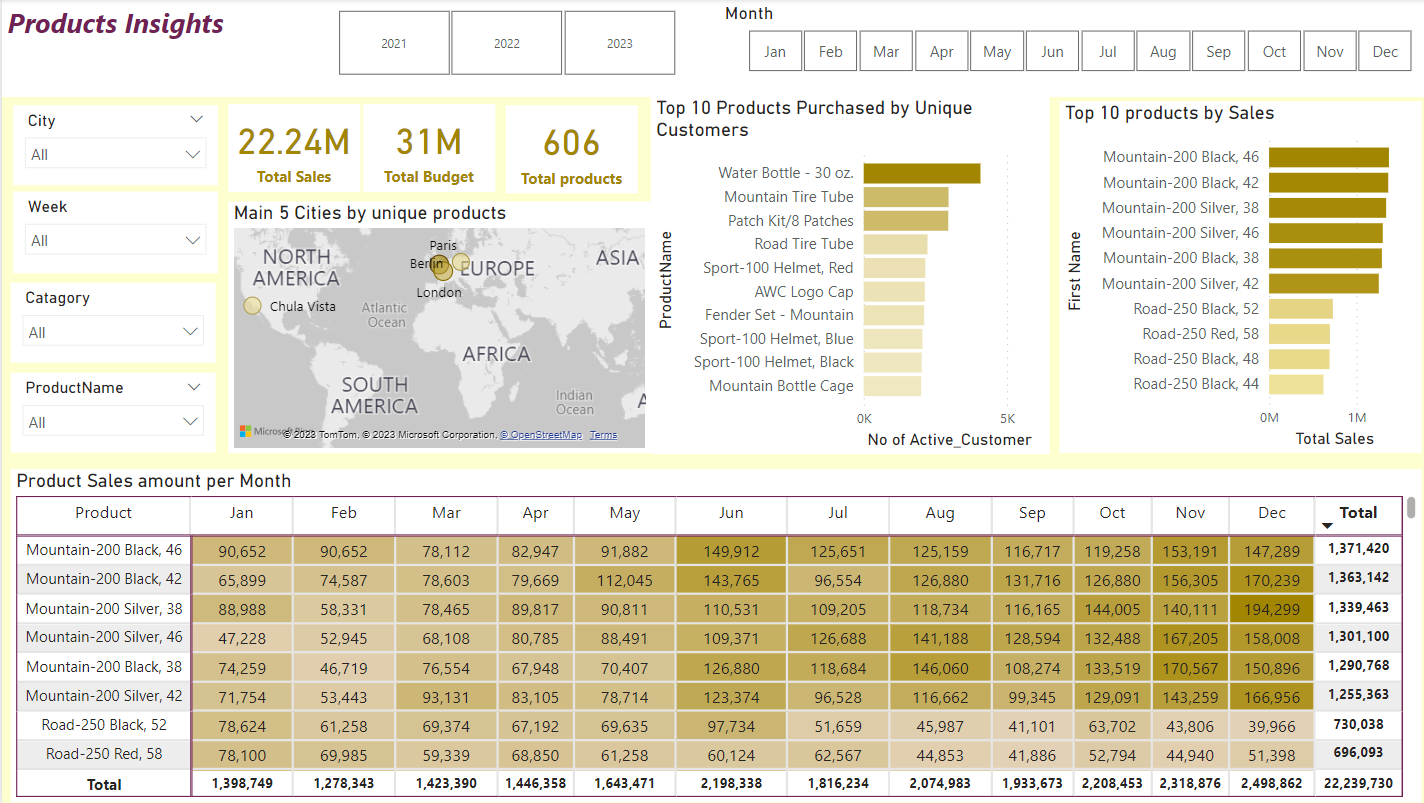 Products Insights
2021 2022 2023
Month
Jan Feb Mar Apr May Jun Jul Aug Sep Oct Nov Dec
City
All
Week
All
Catagory
All
ProductName
All
22.24M
Total Sales
31M
Total Budget
606
Total products
Main 5 Cities by unique products
NORTH
AMERICA
Paris
Berlin
EUROPE
ASIA
London
Chula Vista
Atlantic
Ocean
AFRICA
SOUTH
AMERICA
Indian
Ocean
A
© 2023 TomTom, © 2023 Microsoft Corporation, © OpenStreetMap Terms
Top 10 Products Purchased by Unique
Customers
ProductName
Water Bottle - 30 oz.
Mountain Tire Tube
Patch Kit/8 Patches
Road Tire Tube
Sport-100 Helmet, Red
AWC Logo Cap
Fender Set - Mountain
Sport-100 Helmet, Blue
Sport-100 Helmet, Black
Mountain Bottle Cage
0K 5K
No of Active_Customer
Top 10 products by Sales
First Name
Mountain-200 Black, 46
Mountain-200 Black, 42
Mountain-200 Silver, 38
Mountain-200 Silver, 46
Mountain-200 Black, 38
Mountain-200 Silver, 42
Road-250 Black, 52
Road-250 Red, 58
Road-250 Black, 48
Road-250 Black, 44
0M 1M
Total Sales
Product Sales amount per Month
Product Jan Feb Mar Apr May Jun Jul Aug Sep Oct Nov Dec Total
Mountain-200 Black, 46 90,652 90,652 78,112 82,947 91,882 149,912 125,651 125,159 116,717 119,258 153,191 147,289 1,371,420
Mountain-200 Black, 42 65,899 74,587 78,603 79,669 112,045 143,765 96,554 126,880 131,716 126,880 156,305 170,239 1,363,142
Mountain-200 Silver, 38 88,988 58,331 78,465 89,817 90,811 110,531 109,205 118,734 116,165 144,005 140,111 194,299 1,339,463
Mountain-200 Silver, 46 47,228 52,945 68,108 80,785 88,491 109,371 126,688 141,188 128,594 132,488 167,205 158,008 1,301,100
Mountain-200 Black, 38 74,259 46,719 76,554 67,948 70,407 126,880 118,684 146,060 108,274 133,519 170,567 150,896 1,290,768
Mountain-200 Silver, 42 71,754 53,443 93,131 83,105 78,714 123,374 96,528 116,662 99,345 129,091 143,259 166,956 1,255,363
Road-250 Black, 52 78,624 61,258 69,374 67,192 69,635 97,734 51,659 45,987 41,101 63,702 43,806 39,966 730,038
Road-250 Red, 58 78,100 69,985 59,339 68,850 61,258 60,124 62,567 44,853 41,886 52,794 44,940 51,398 696,093
Total 1,398,749 1,278,343 1,423,390 1,446,358 1,643,471 2,198,338 1,816,234 2,074,983 1,933,673 2,208,453 2,318,876 2,498,862 22,239,730